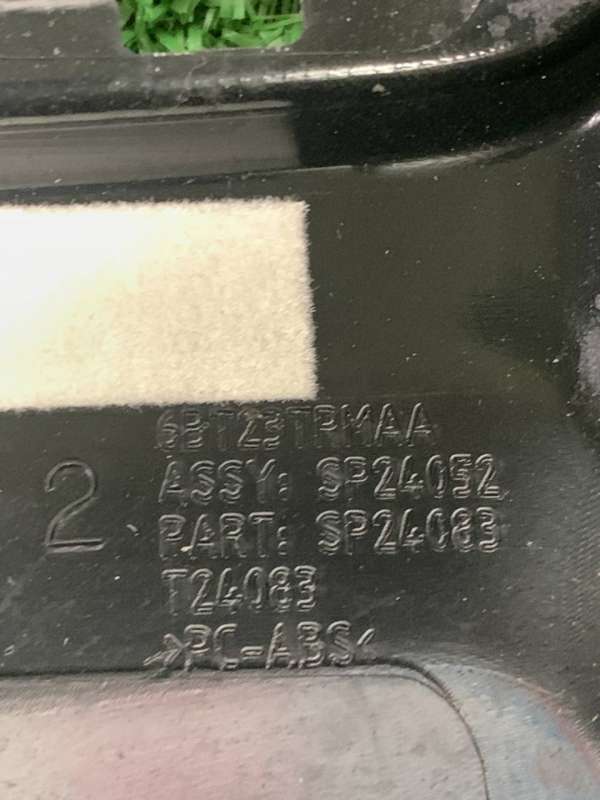 6BT23TRMAA
2
ASSY: SP24052
PART: SP24083
T24083
>PC-ABS<